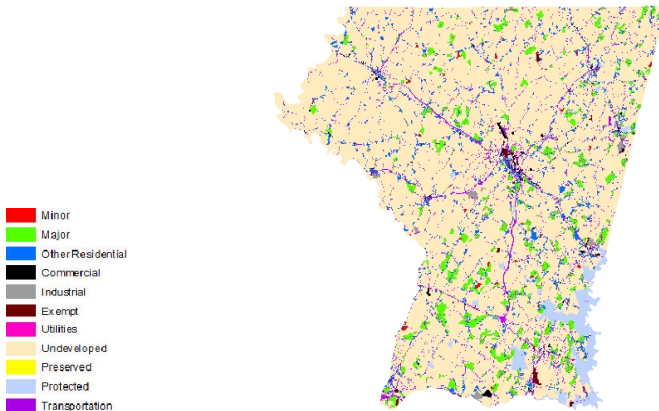 Minor
Major
Other Residential
Commercial
Industrial
Exempt
Utilities
Undeveloped
Preserved
Protected
Transportation